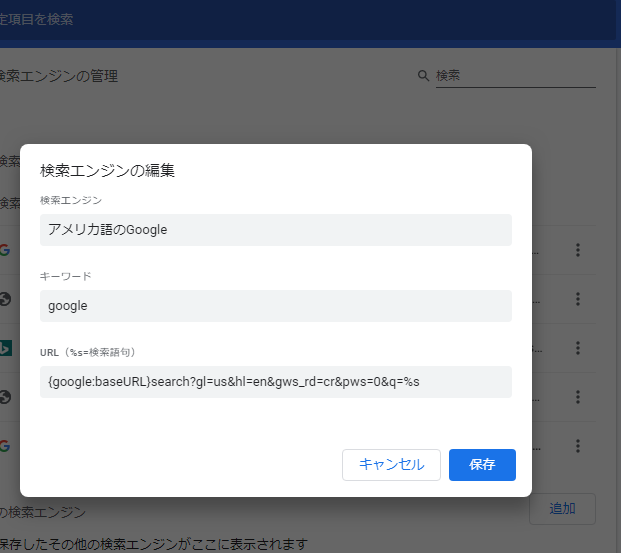 定項目を検索
検索エンジンの管理
検索
検索
検索エンジンの編集
検索エンジン
アメリカ語のGoogle
キーワード
google
URL（%s=検索語句）
{google:baseURL}search?gl=us&hl=en&gws_rd=cr&pws=0&q=%s
キャンセル
保存
の検索エンジン
追加
保存したその他の検索エンジンがここに表示されます